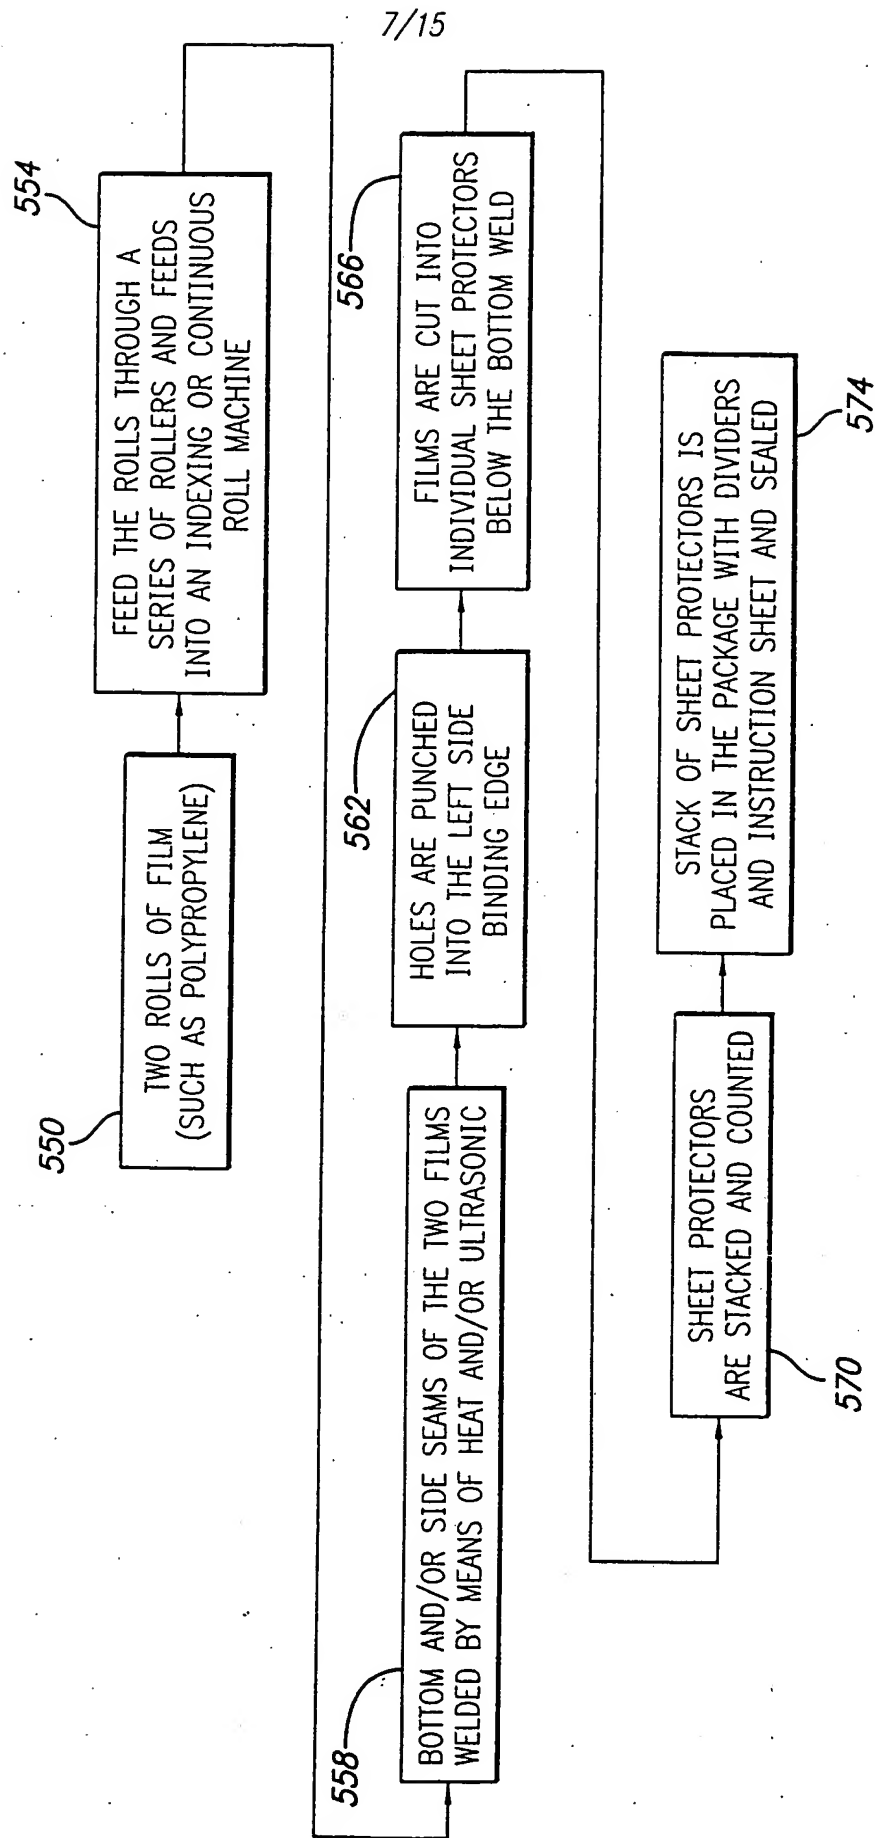 7/15
550
TWO ROLLS OF FILM
(SUCH AS POLYPROPYLENE)
554
FEED THE ROLLS THROUGH A
SERIES OF ROLLERS AND FEEDS
INTO AN INDEXING OR CONTINUOUS
ROLL MACHINE
558
BOTTOM AND/OR SIDE SEAMS OF THE TWO FILMS
WELDED BY MEANS OF HEAT AND/OR ULTRASONIC
562
HOLES ARE PUNCHED
INTO THE LEFT SIDE
BINDING EDGE
566
FILMS ARE CUT INTO
INDIVIDUAL SHEET PROTECTORS
BELOW THE BOTTOM WELD
SHEET PROTECTORS
ARE STACKED AND COUNTED
570
STACK OF SHEET PROTECTORS IS
PLACED IN THE PACKAGE WITH DIVIDERS
AND INSTRUCTION SHEET AND SEALED
574